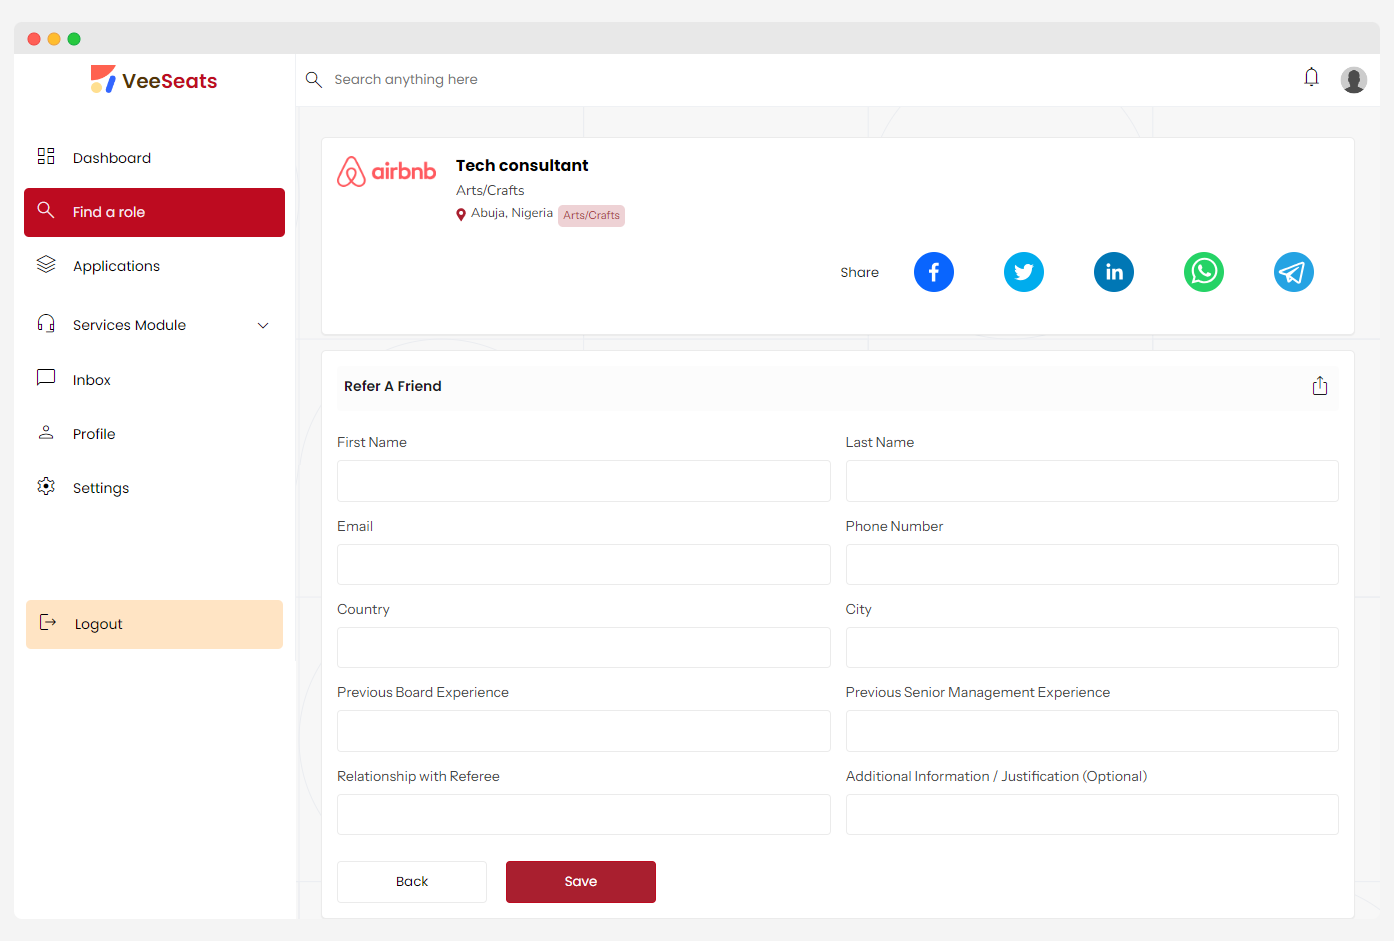 VeeSeats
Search anything here
Dashboard
Find a role
Applications
Services Module
Inbox
Profile
Settings
Logout
airbnb
Tech consultant
Arts/Crafts
Abuja, Nigeria Arts/Crafts
Share
Refer A Friend
First Name
Last Name
Email
Phone Number
Country
City
Previous Board Experience
Previous Senior Management Experience
Relationship with Referee
Additional Information / Justification (Optional)
Back
Save